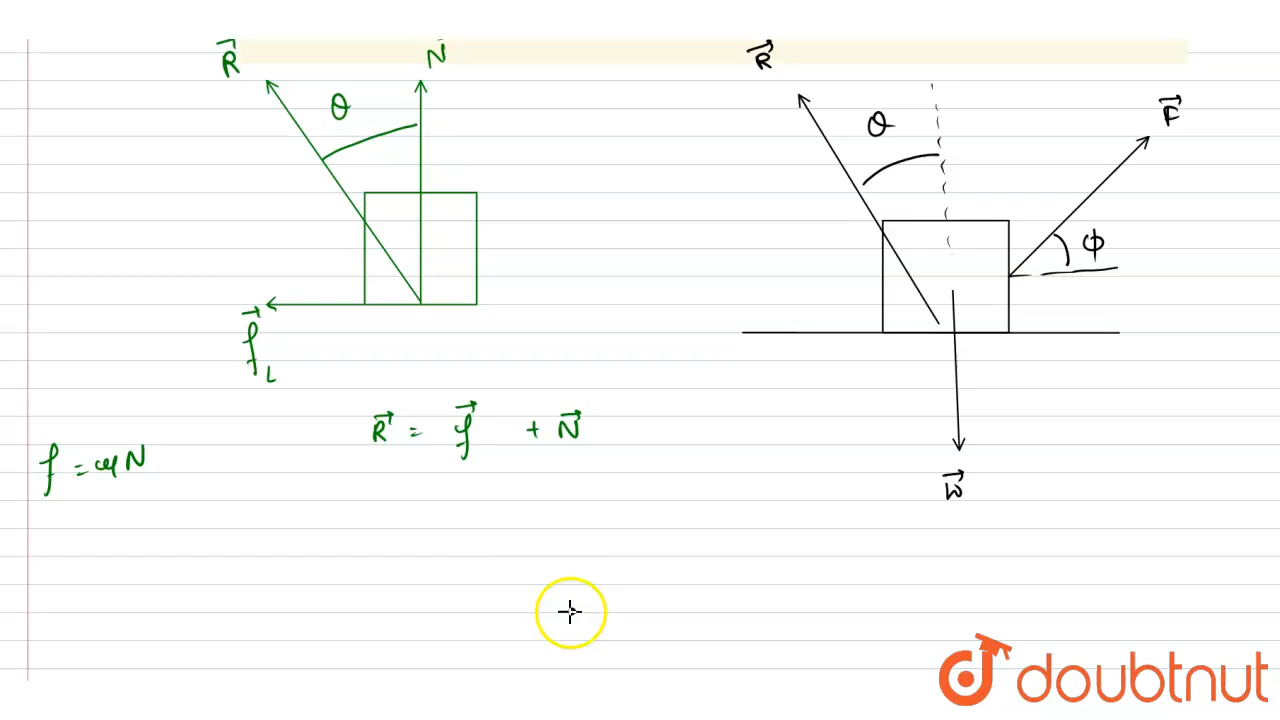 R⃗
N⃗
θ
f⃗L
R⃗ = f⃗ + N⃗
f = μN
R⃗
θ
F⃗
φ
W⃗
doubtnut